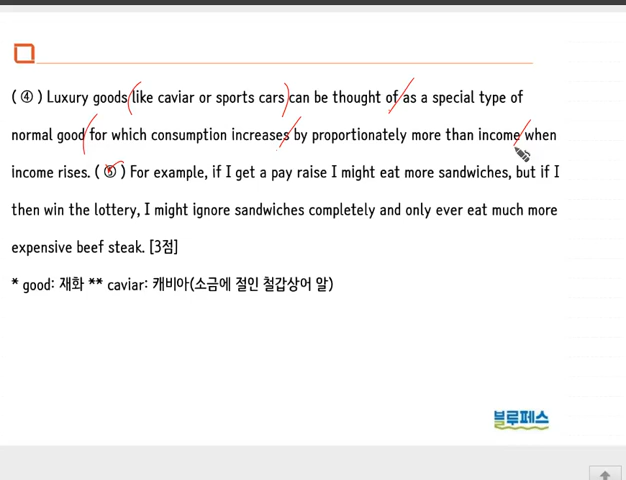 ( ④ ) Luxury goods like caviar or sports cars can be thought of as a special type of
normal good for which consumption increases by proportionately more than income when
income rises. ( ⑤ ) For example, if I get a pay raise I might eat more sandwiches, but if I
then win the lottery, I might ignore sandwiches completely and only ever eat much more
expensive beef steak. [3점]
* good: 재화 ** caviar: 캐비아(소금에 절인 철갑상어 알)
블루페스